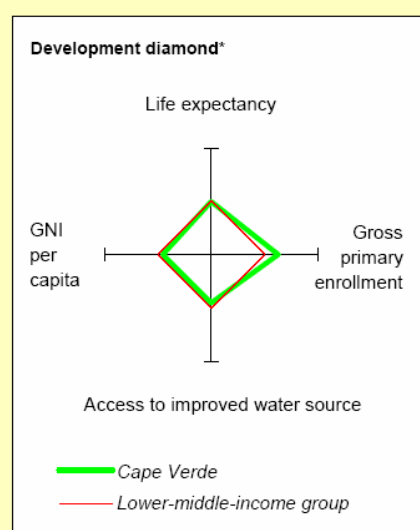 Development diamond*
Life expectancy
GNI
per
capita
Gross
primary
enrollment
Access to improved water source
Cape Verde
Lower-middle-income group